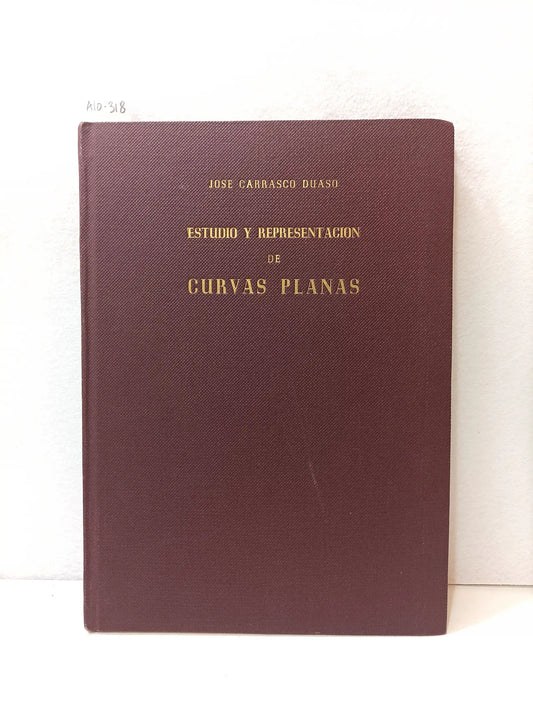 A10-318
JOSE CARRASCO DUASO
ESTUDIO Y REPRESENTACION
DE
CURVAS PLANAS